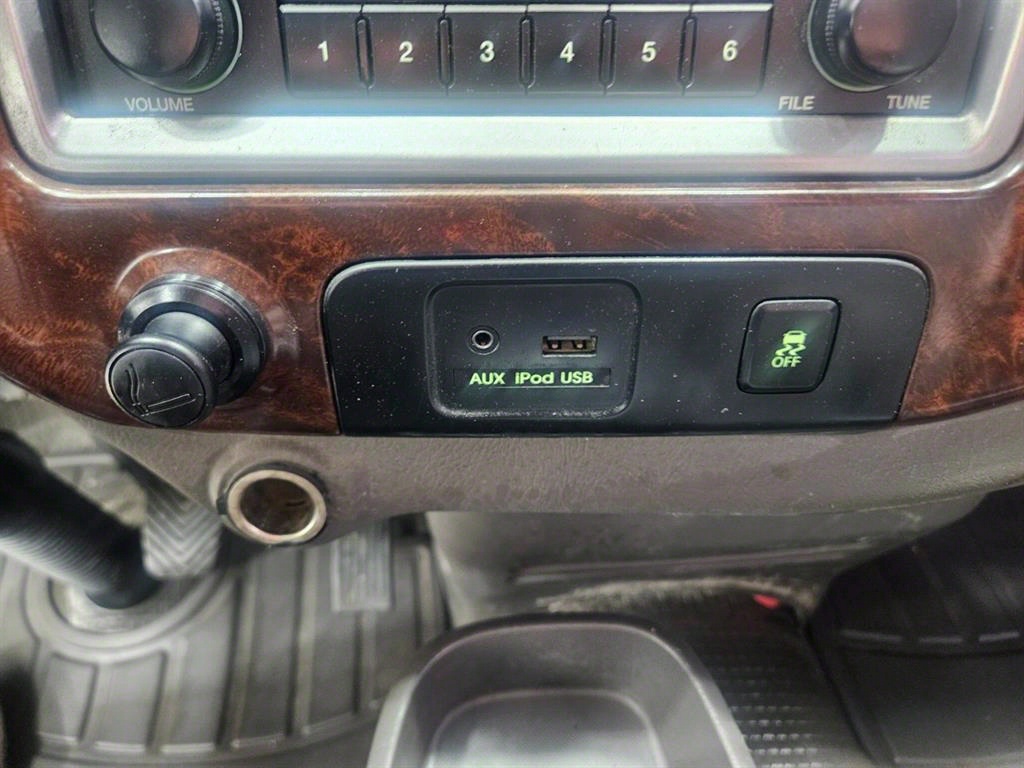 1 2 3 4 5 6
VOLUME FILE TUNE
AUX iPod USB
OFF